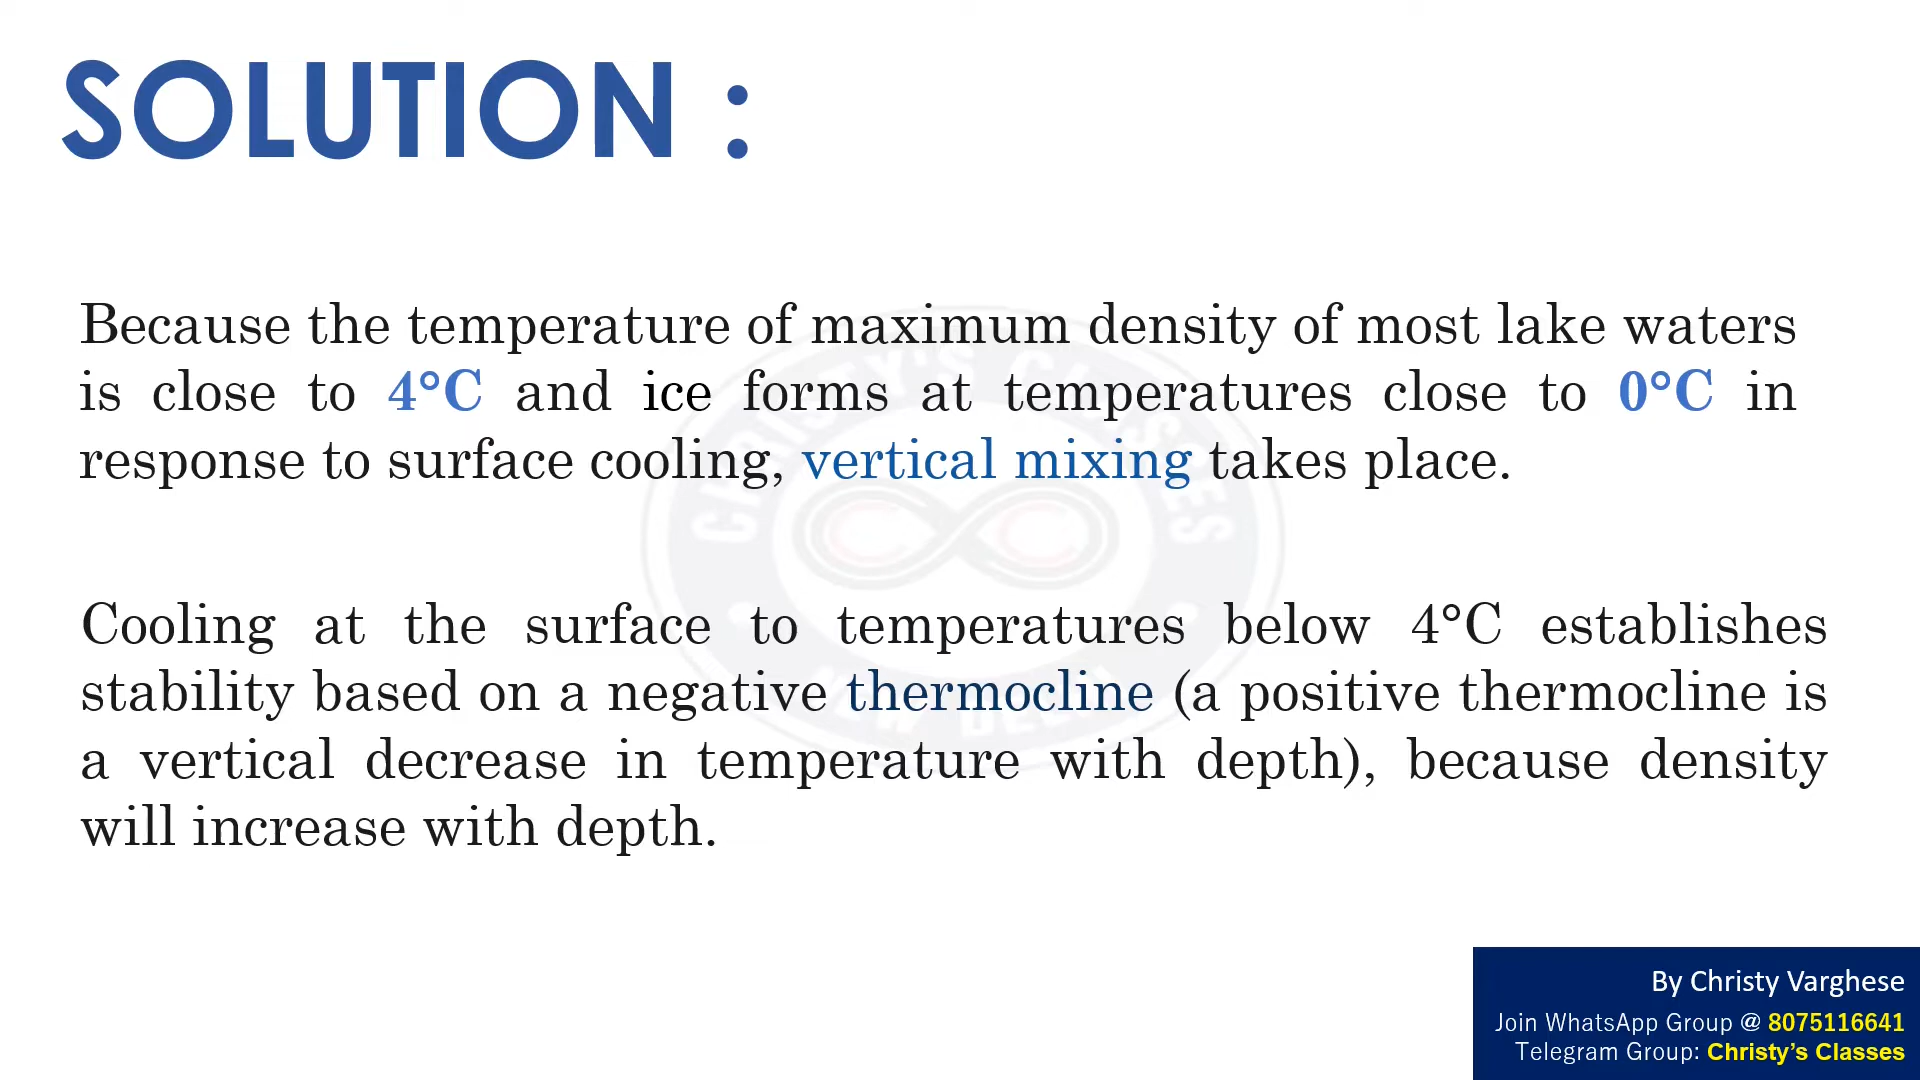 SOLUTION :
Because the temperature of maximum density of most lake waters
is close to 4°C and ice forms at temperatures close to 0°C in
response to surface cooling, vertical mixing takes place.
CHRISTY'S CLASSES
Cooling at the surface to temperatures below 4°C establishes
stability based on a negative thermocline (a positive thermocline is
a vertical decrease in temperature with depth), because density
will increase with depth.
By Christy Varghese
Join WhatsApp Group @ 8075116641
Telegram Group: Christy's Classes